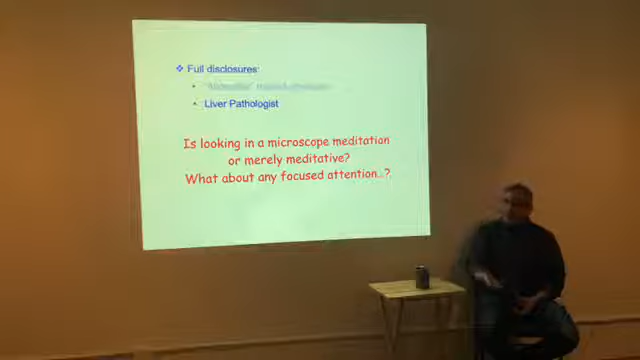 ❖ Full disclosures:
• Liver Pathologist
Is looking in a microscope meditation
or merely meditative?
What about any focused attention...?